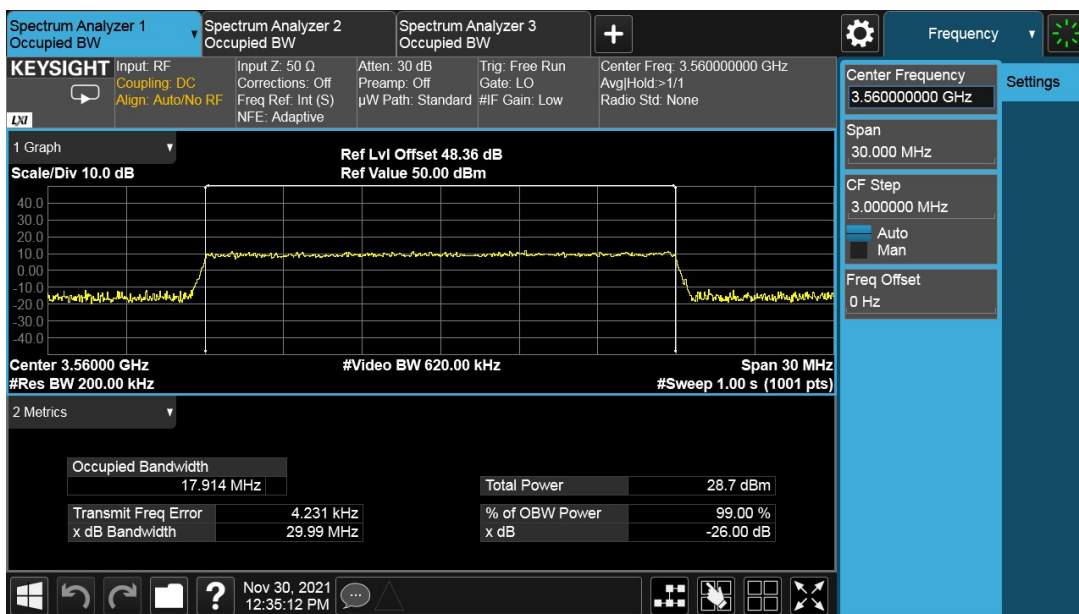 Spectrum Analyzer 1
Occupied BW
Spectrum Analyzer 2
Occupied BW
Spectrum Analyzer 3
Occupied BW
Frequency
KEYSIGHT
LXI
Input: RF
Coupling: DC
Align: Auto/No RF
Input Z: 50 Ω
Corrections: Off
Freq Ref: Int (S)
NFE: Adaptive
Atten: 30 dB
Preamp: Off
µW Path: Standard
Trig: Free Run
Gate: LO
#IF Gain: Low
Center Freq: 3.560000000 GHz
Avg|Hold:>1/1
Radio Std: None
Center Frequency
3.560000000 GHz
Settings
Span
30.000 MHz
CF Step
3.000000 MHz
Auto
Man
Freq Offset
0 Hz
1 Graph
Scale/Div 10.0 dB
Ref Lvl Offset 48.36 dB
Ref Value 50.00 dBm
40.0
30.0
20.0
10.0
0.00
-10.0
-20.0
-30.0
-40.0
Center 3.56000 GHz
#Video BW 620.00 kHz
Span 30 MHz
#Res BW 200.00 kHz
#Sweep 1.00 s (1001 pts)
2 Metrics
Occupied Bandwidth
17.914 MHz
Total Power 28.7 dBm
Transmit Freq Error 4.231 kHz
% of OBW Power 99.00 %
x dB Bandwidth 29.99 MHz
x dB -26.00 dB
?
Nov 30, 2021
12:35:12 PM